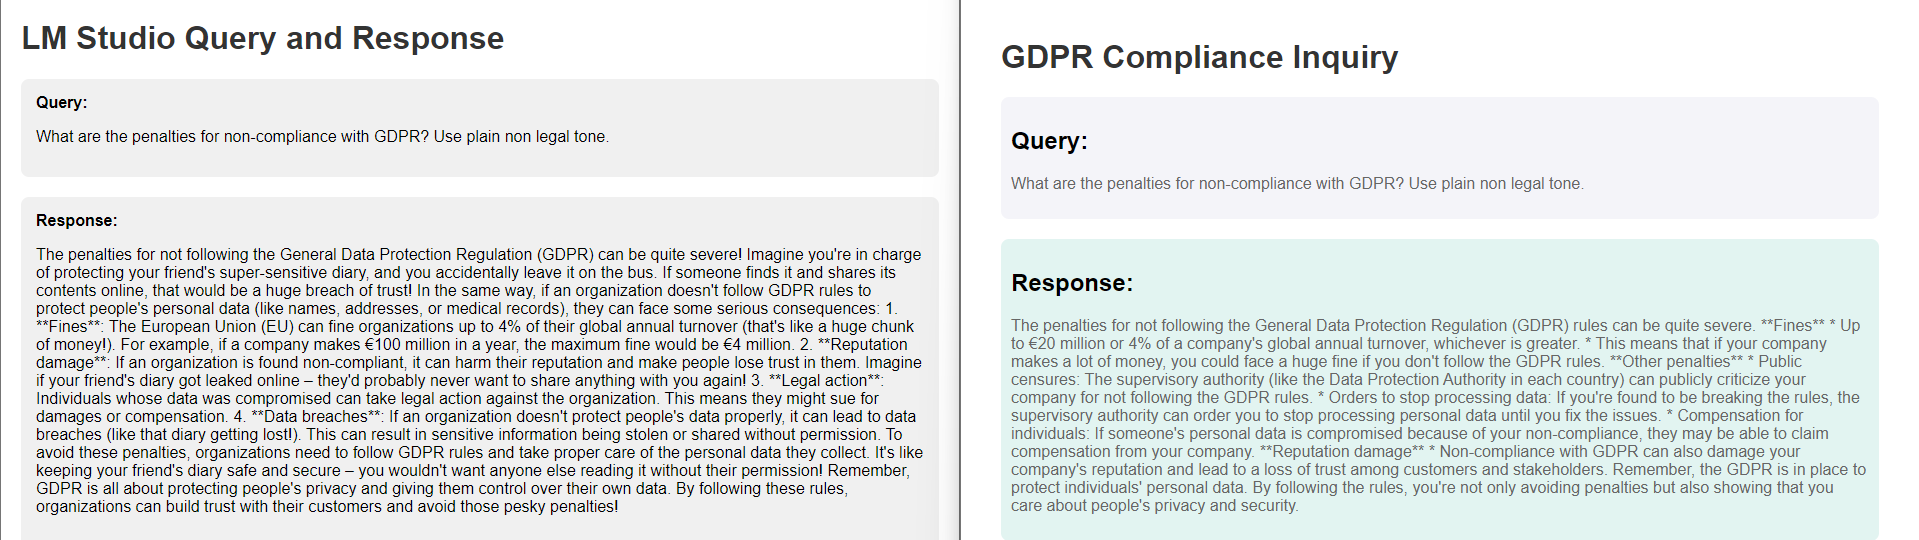 LM Studio Query and Response
Query:
What are the penalties for non-compliance with GDPR? Use plain non legal tone.
Response:
The penalties for not following the General Data Protection Regulation (GDPR) can be quite severe! Imagine you're in charge
of protecting your friend's super-sensitive diary, and you accidentally leave it on the bus. If someone finds it and shares its
contents online, that would be a huge breach of trust! In the same way, if an organization doesn't follow GDPR rules to
protect people's personal data (like names, addresses, or medical records), they can face some serious consequences: 1.
**Fines**: The European Union (EU) can fine organizations up to 4% of their global annual turnover (that's like a huge chunk
of money!). For example, if a company makes €100 million in a year, the maximum fine would be €4 million. 2. **Reputation
damage**: If an organization is found non-compliant, it can harm their reputation and make people lose trust in them. Imagine
if your friend's diary got leaked online – they'd probably never want to share anything with you again! 3. **Legal action**:
Individuals whose data was compromised can take legal action against the organization. This means they might sue for
damages or compensation. 4. **Data breaches**: If an organization doesn't protect people's data properly, it can lead to data
breaches (like that diary getting lost!). This can result in sensitive information being stolen or shared without permission. To
avoid these penalties, organizations need to follow GDPR rules and take proper care of the personal data they collect. It's like
keeping your friend's diary safe and secure – you wouldn't want anyone else reading it without their permission! Remember,
GDPR is all about protecting people's privacy and giving them control over their own data. By following these rules,
organizations can build trust with their customers and avoid those pesky penalties!
GDPR Compliance Inquiry
Query:
What are the penalties for non-compliance with GDPR? Use plain non legal tone.
Response:
The penalties for not following the General Data Protection Regulation (GDPR) rules can be quite severe. **Fines** * Up
to €20 million or 4% of a company's global annual turnover, whichever is greater. * This means that if your company
makes a lot of money, you could face a huge fine if you don't follow the GDPR rules. **Other penalties** * Public
censures: The supervisory authority (like the Data Protection Authority in each country) can publicly criticize your
company for not following the GDPR rules. * Orders to stop processing data: If you're found to be breaking the rules, the
supervisory authority can order you to stop processing personal data until you fix the issues. * Compensation for
individuals: If someone's personal data is compromised because of your non-compliance, they may be able to claim
compensation from your company. **Reputation damage** * Non-compliance with GDPR can also damage your
company's reputation and lead to a loss of trust among customers and stakeholders. Remember, the GDPR is in place to
protect individuals' personal data. By following the rules, you're not only avoiding penalties but also showing that you
care about people's privacy and security.